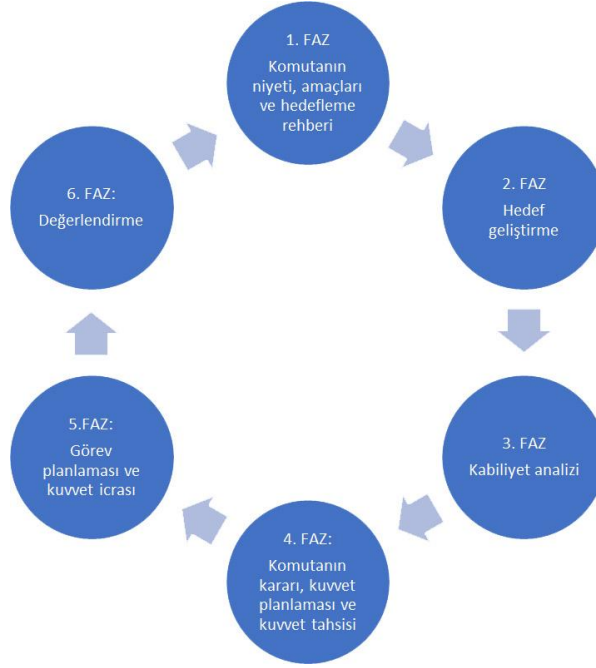 1. FAZ
Komutanın
niyeti, amaçları
ve hedefleme
rehberi
2. FAZ
Hedef
geliştirme
3. FAZ
Kabiliyet analizi
4. FAZ:
Komutanın
kararı, kuvvet
planlaması ve
kuvvet tahsisi
5.FAZ:
Görev
planlaması ve
kuvvet icrası
6. FAZ:
Değerlendirme